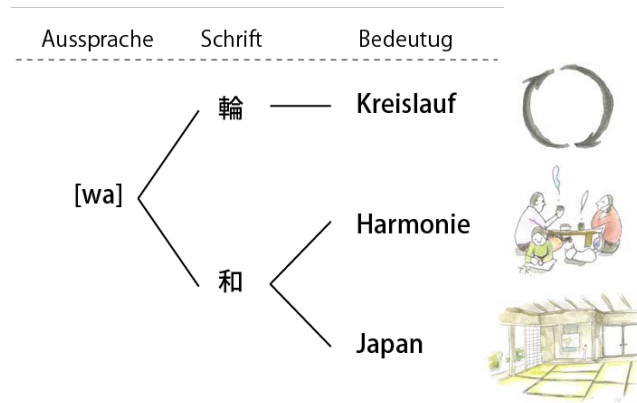 Aussprache Schrift Bedeutug
輪 Kreislauf
[wa]
Harmonie
和
Japan